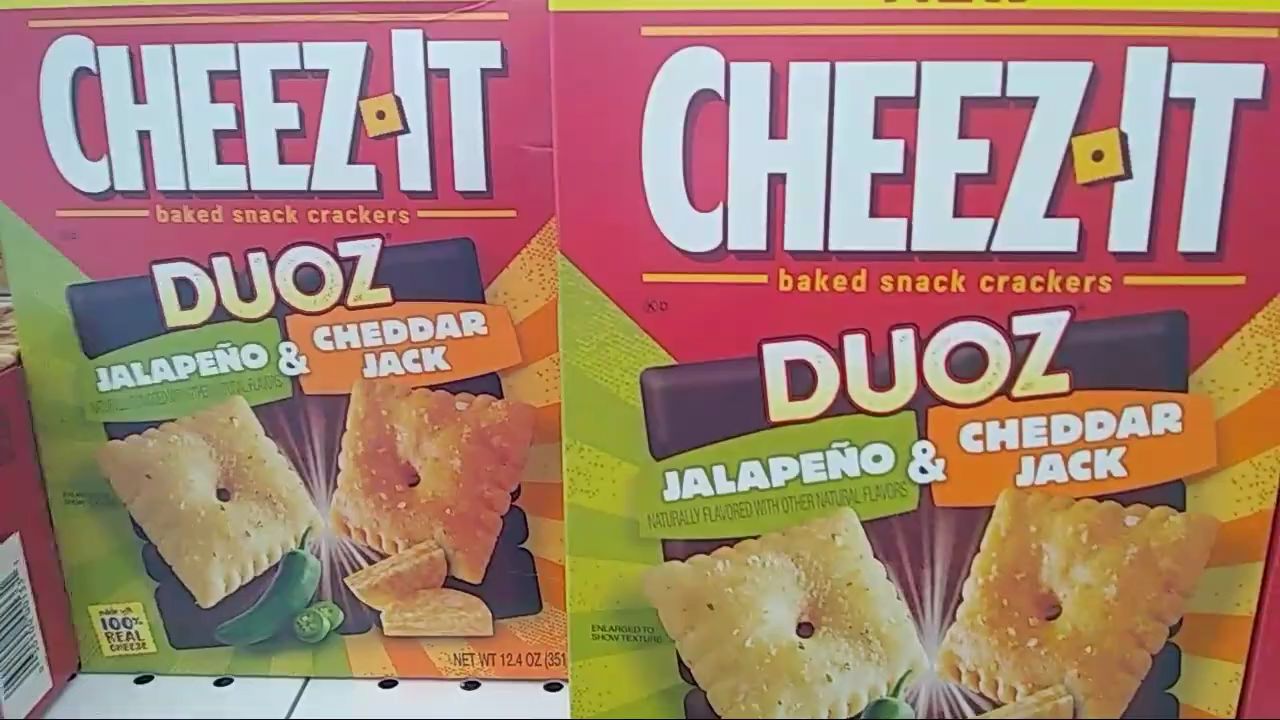 CHEEZ-IT
baked snack crackers
DUOZ
JALAPEÑO & CHEDDAR JACK
made with
100%
REAL
CHEESE
NET WT 12.4 OZ (351
NEW
CHEEZ-IT
baked snack crackers
DUOZ
JALAPEÑO & CHEDDAR JACK
NATURALLY FLAVORED WITH OTHER NATURAL FLAVORS
ENLARGED TO
SHOW TEXTURE